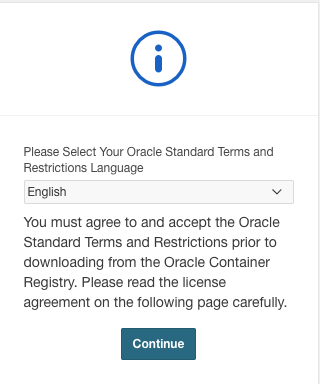 Please Select Your Oracle Standard Terms and
Restrictions Language
English
You must agree to and accept the Oracle
Standard Terms and Restrictions prior to
downloading from the Oracle Container
Registry. Please read the license
agreement on the following page carefully.
Continue